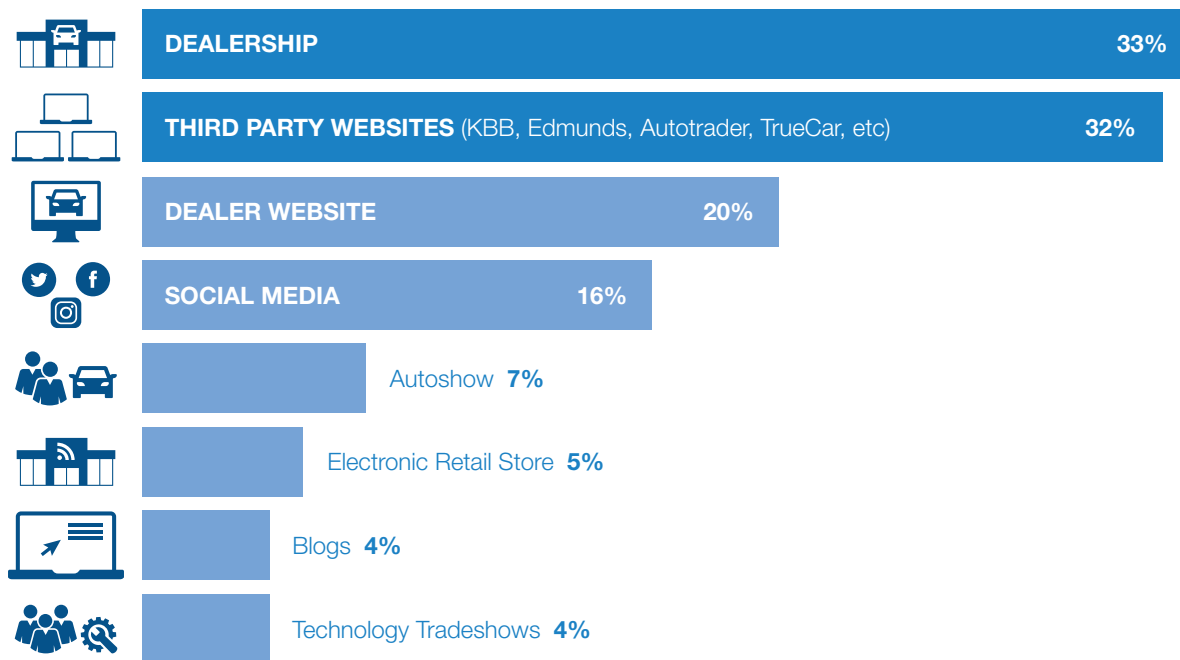 DEALERSHIP 33%
THIRD PARTY WEBSITES (KBB, Edmunds, Autotrader, TrueCar, etc) 32%
DEALER WEBSITE 20%
SOCIAL MEDIA 16%
Autoshow 7%
Electronic Retail Store 5%
Blogs 4%
Technology Tradeshows 4%